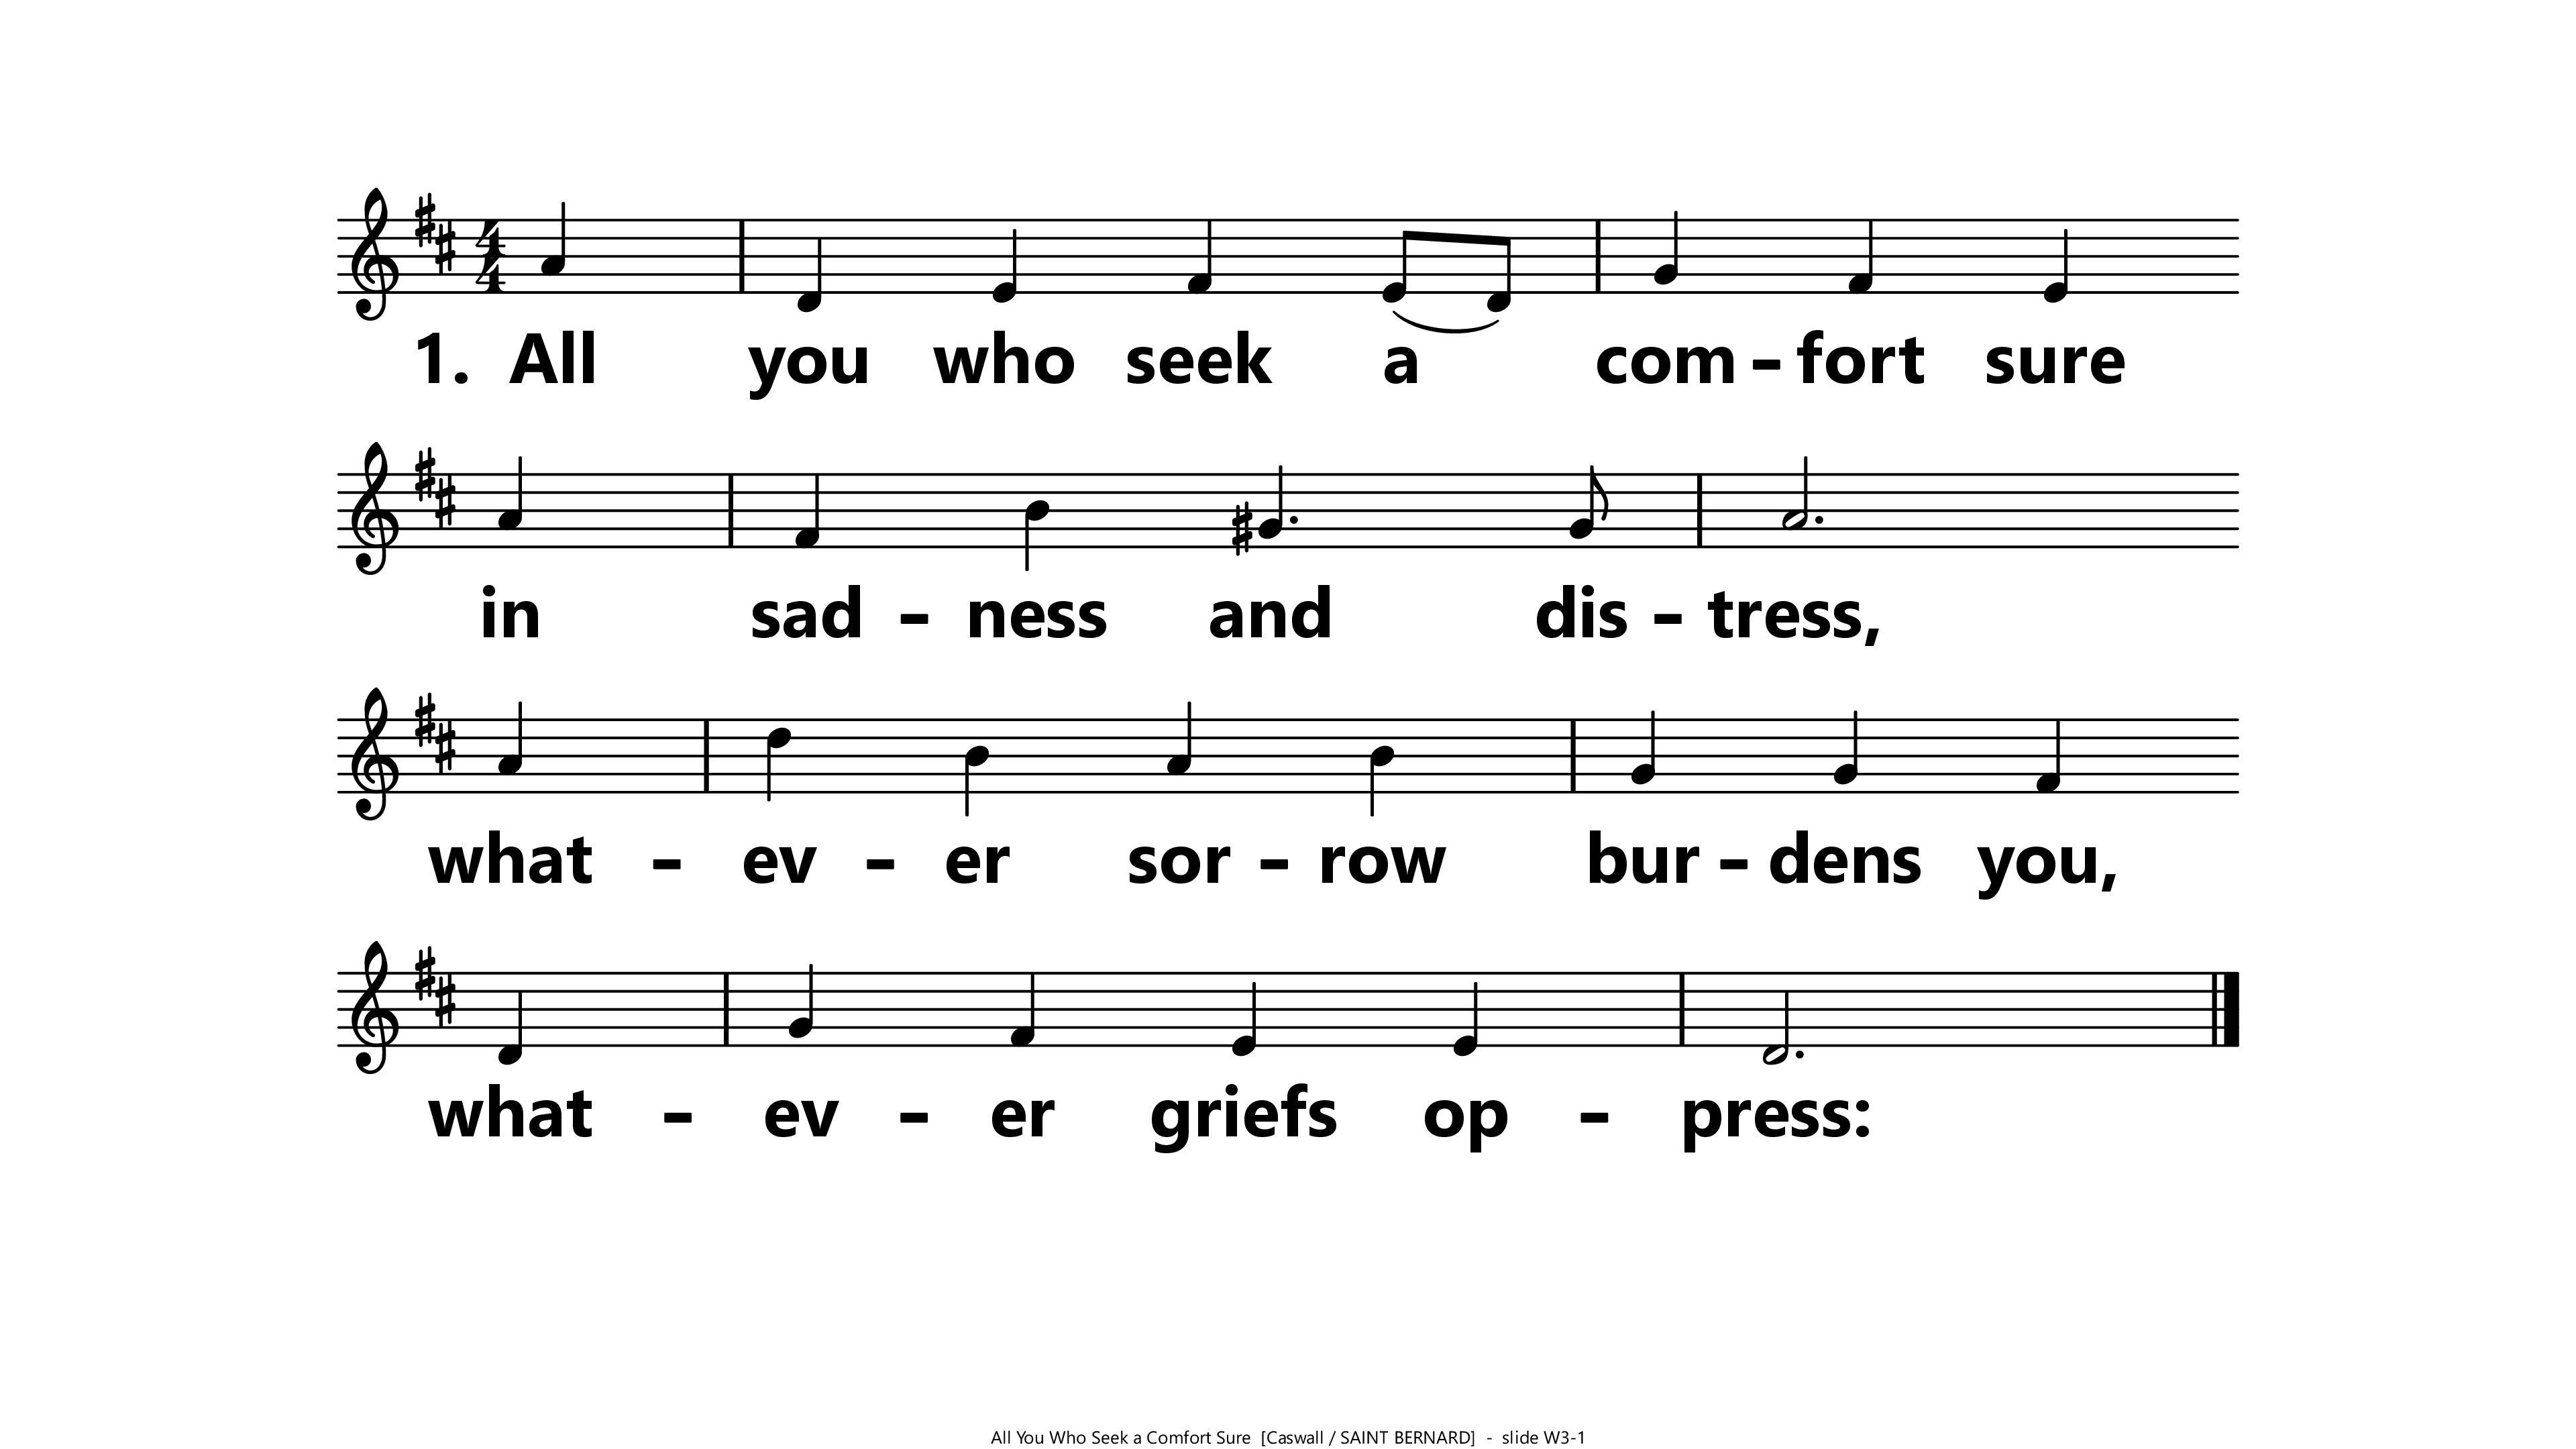 1. All you who seek a com - fort sure
in sad - ness and dis - tress,
what - ev - er sor - row bur - dens you,
what - ev - er griefs op - press:
All You Who Seek a Comfort Sure [Caswall / SAINT BERNARD] - slide W3-1